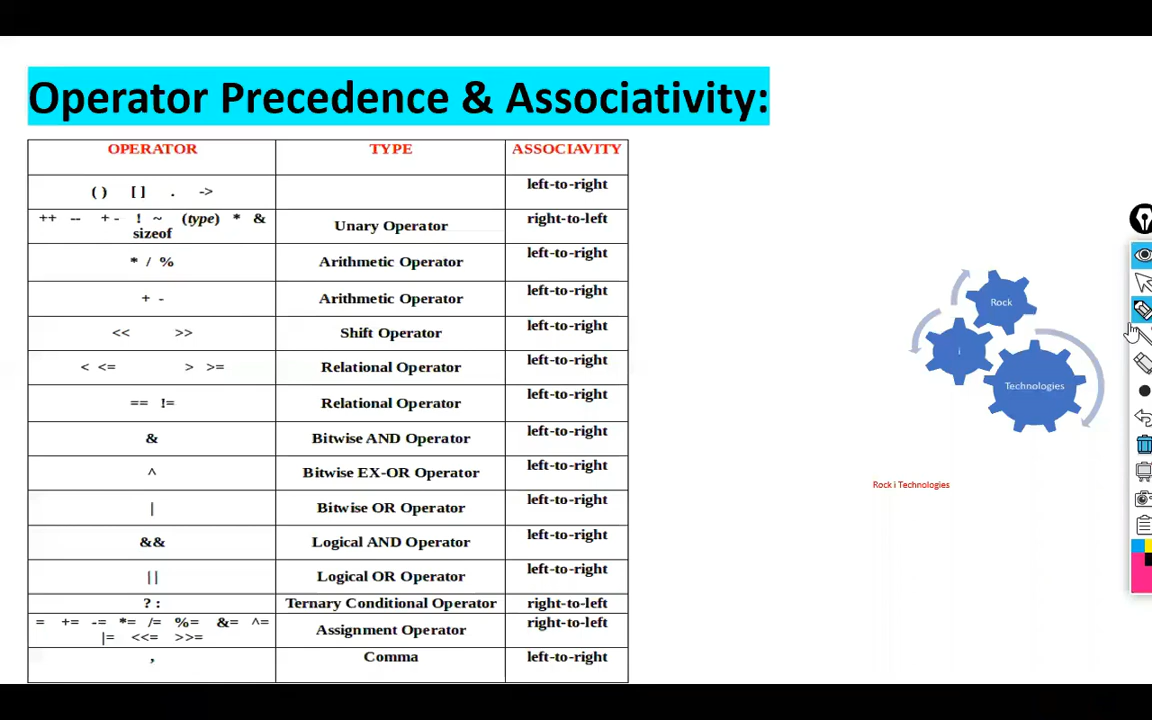 Operator Precedence & Associativity:
OPERATOR TYPE ASSOCIAVITY
( ) [ ] . -> left-to-right
++ -- + - ! ~ (type) * &
sizeof Unary Operator right-to-left
* / % Arithmetic Operator left-to-right
+ - Arithmetic Operator left-to-right
<< >> Shift Operator left-to-right
< <= > >= Relational Operator left-to-right
== != Relational Operator left-to-right
& Bitwise AND Operator left-to-right
^ Bitwise EX-OR Operator left-to-right
| Bitwise OR Operator left-to-right
&& Logical AND Operator left-to-right
|| Logical OR Operator left-to-right
? : Ternary Conditional Operator right-to-left
= += -= *= /= %= &= ^=
|= <<= >>= Assignment Operator right-to-left
, Comma left-to-right
Rock
i
Technologies
Rock i Technologies